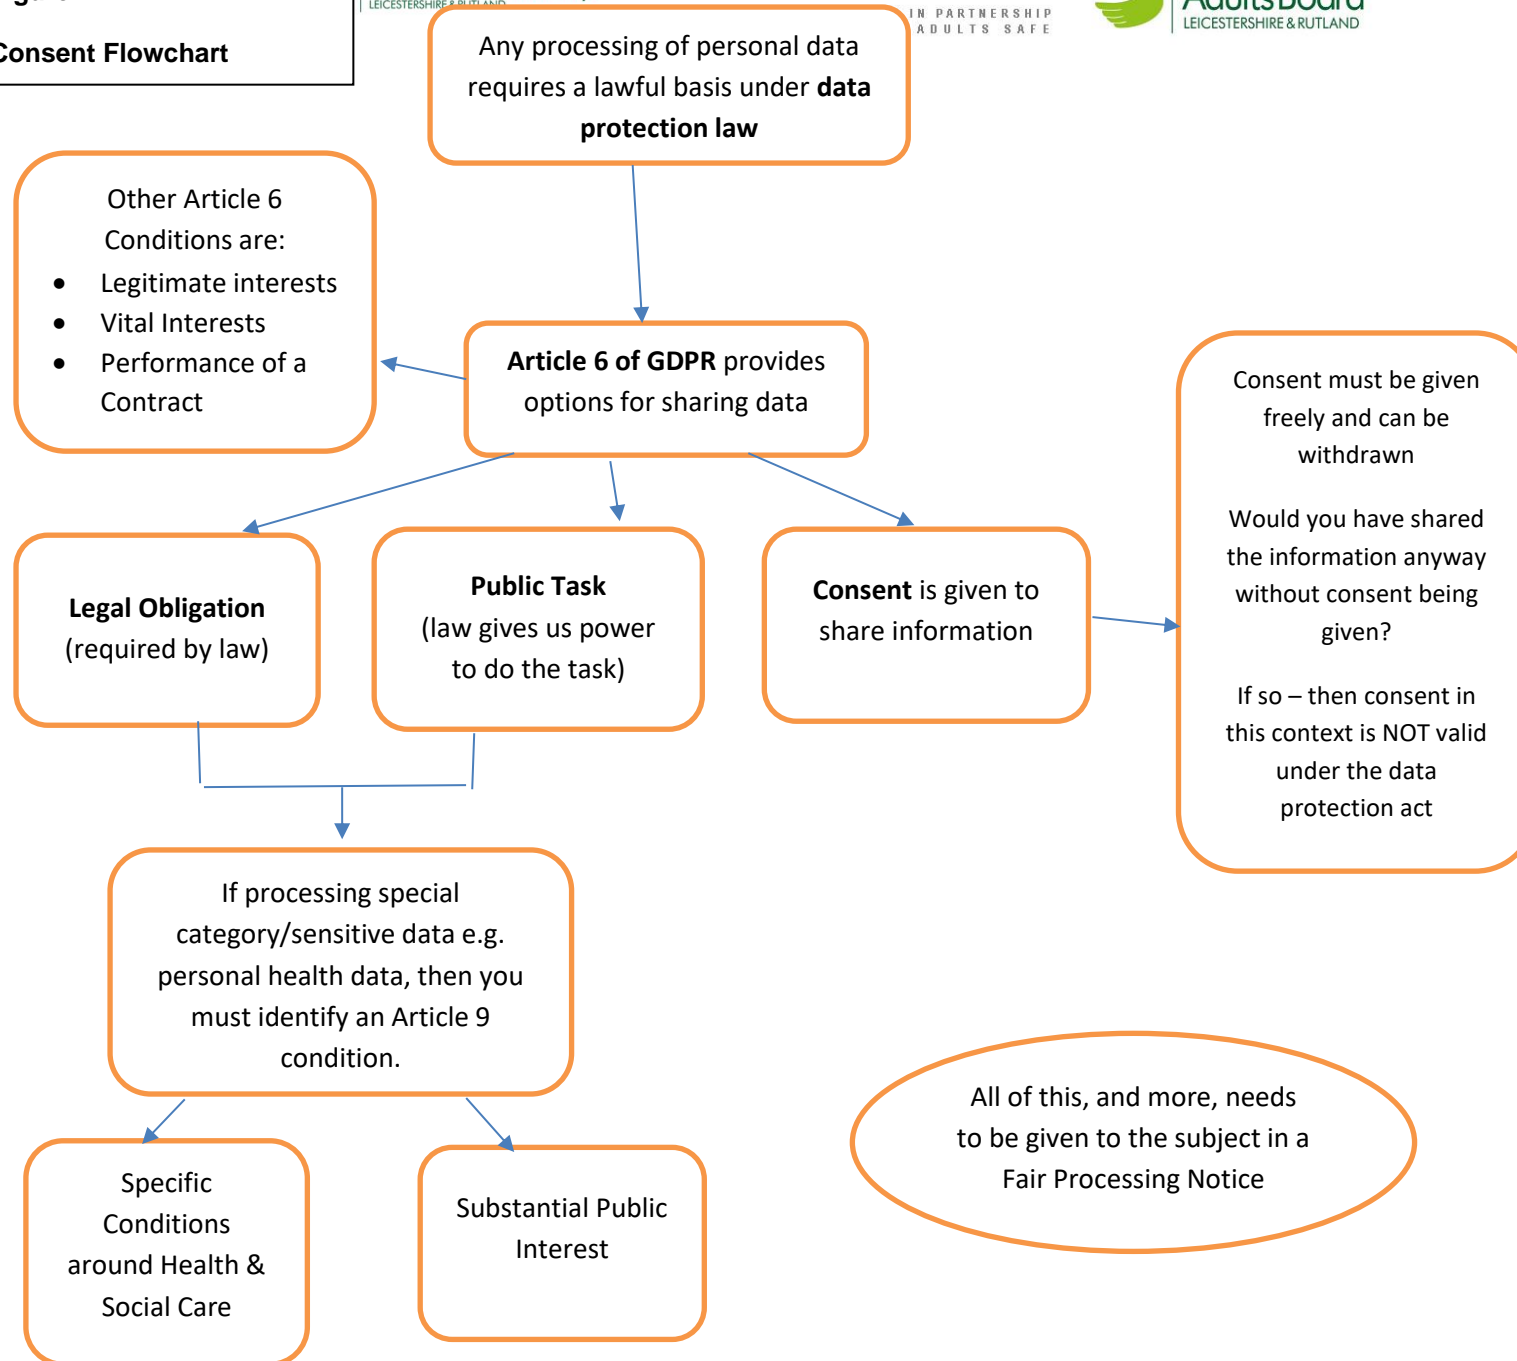 Consent Flowchart
LEICESTERSHIRE & RUTLAND
IN PARTNERSHIP
ADULTS SAFE
Adults Board
LEICESTERSHIRE & RUTLAND
Any processing of personal data
requires a lawful basis under data
protection law
Other Article 6
Conditions are:
• Legitimate interests
• Vital Interests
• Performance of a
Contract
Article 6 of GDPR provides
options for sharing data
Consent must be given
freely and can be
withdrawn
Would you have shared
the information anyway
without consent being
given?
If so – then consent in
this context is NOT valid
under the data
protection act
Legal Obligation
(required by law)
Public Task
(law gives us power
to do the task)
Consent is given to
share information
If processing special
category/sensitive data e.g.
personal health data, then you
must identify an Article 9
condition.
All of this, and more, needs
to be given to the subject in a
Fair Processing Notice
Specific
Conditions
around Health &
Social Care
Substantial Public
Interest